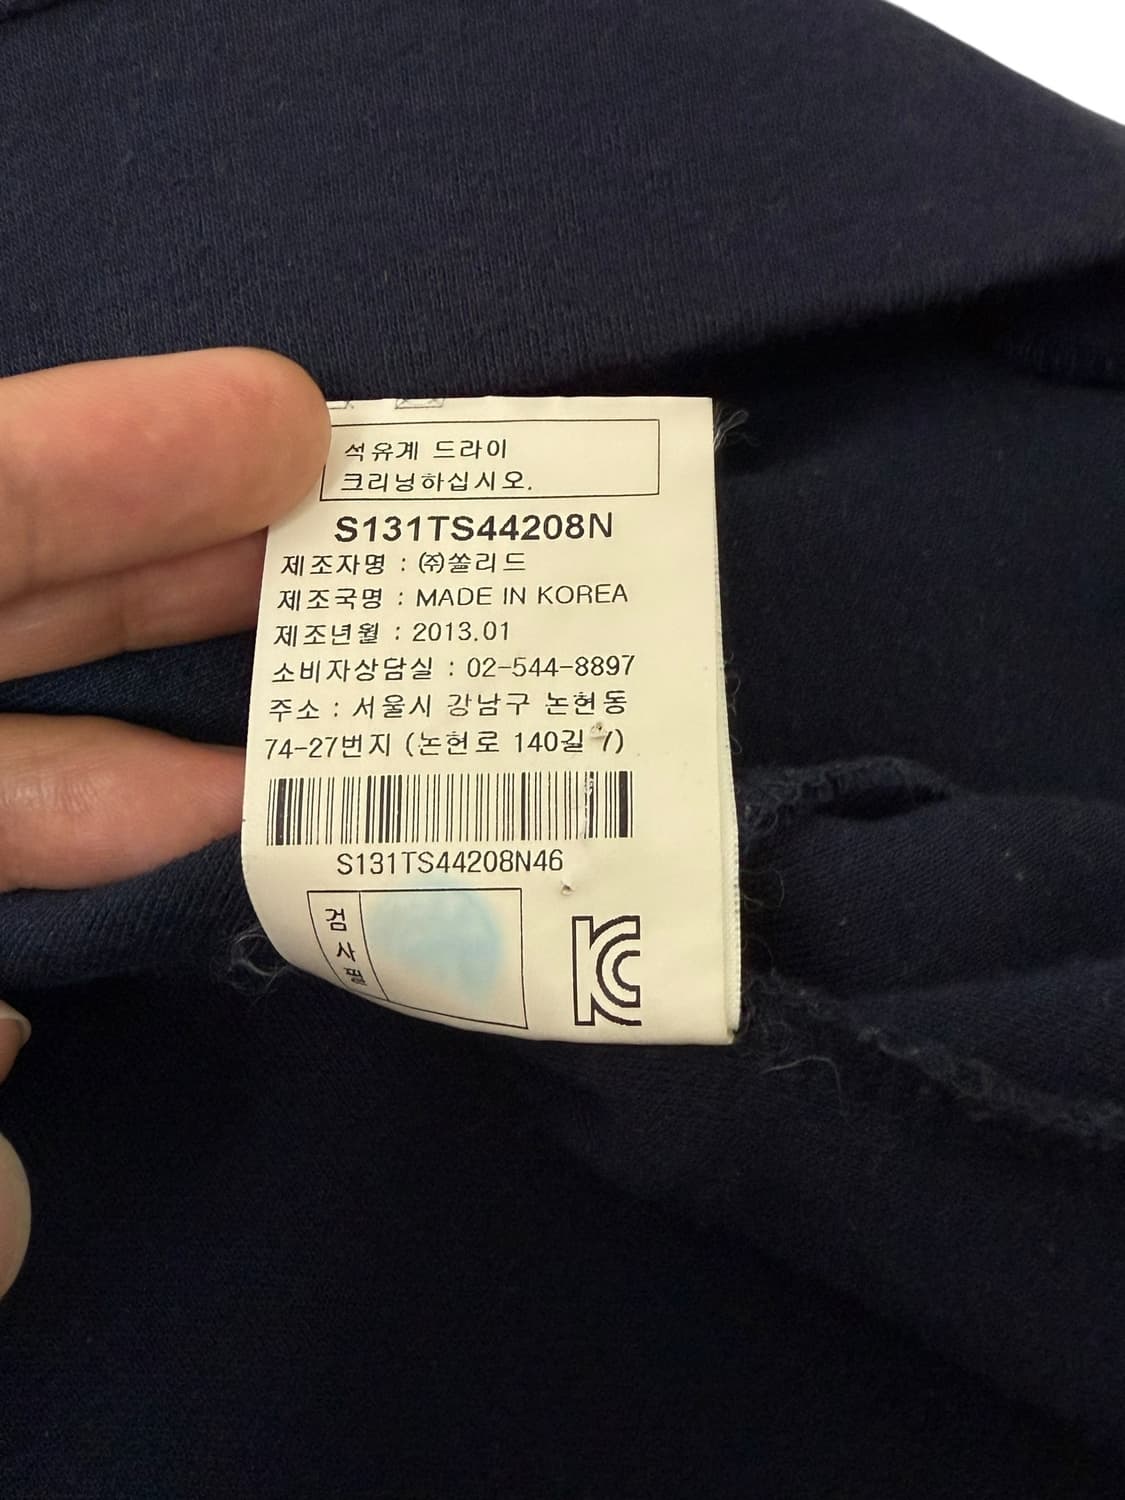 석유계 드라이
크리닝하십시오.
S131TS44208N
제조자명 : ㈜쏠리드
제조국명 : MADE IN KOREA
제조년월 : 2013.01
소비자상담실 : 02-544-8897
주소 : 서울시 강남구 논현동
74-27번지 (논현로 140길 7)
S131TS44208N46
검
사
필
KC